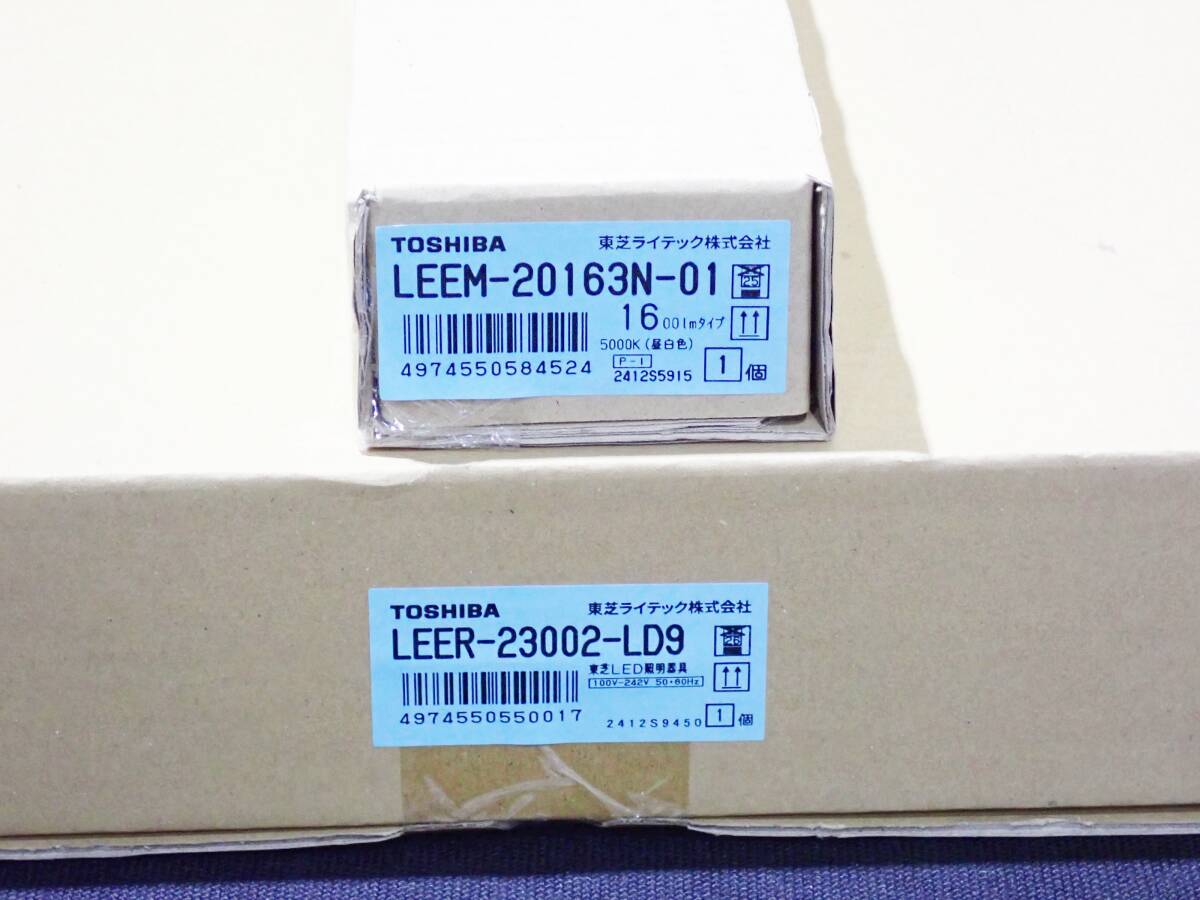 TOSHIBA 東芝ライテック株式会社
LEEM-20163N-01
25
1600lmタイプ
5000K(昼白色)
P-1
4974550584524 2412S5915 1個
TOSHIBA 東芝ライテック株式会社
LEER-23002-LD9
東芝LED照明器具
100V-242V 50・60Hz
4974550550017 2412S9450 1個